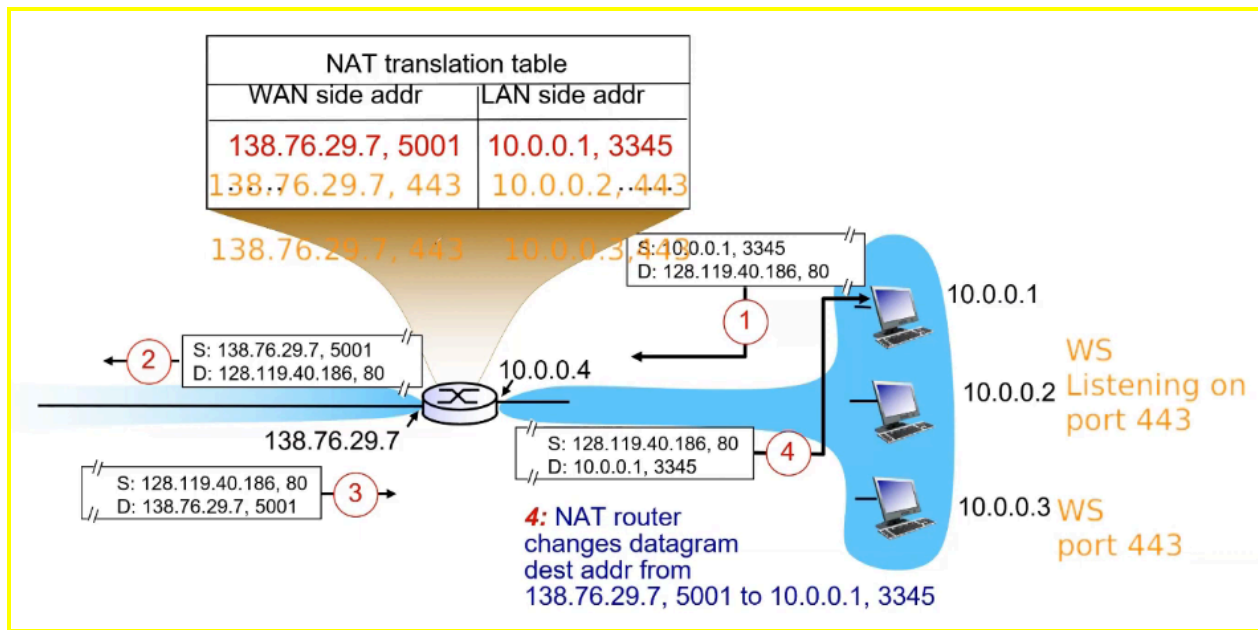 NAT translation table
WAN side addr LAN side addr
138.76.29.7, 5001 10.0.0.1, 3345
138.76.29.7, 443 10.0.0.2, 443
…… ……
138.76.29.7, 443 10.0.0.3,443
S: 10.0.0.1, 3345
D: 128.119.40.186, 80
1
10.0.0.1
2
S: 138.76.29.7, 5001
D: 128.119.40.186, 80
10.0.0.4
138.76.29.7
10.0.0.2
WS
Listening on
port 443
S: 128.119.40.186, 80
D: 10.0.0.1, 3345
4
S: 128.119.40.186, 80
D: 138.76.29.7, 5001
3
10.0.0.3
WS
port 443
4: NAT router
changes datagram
dest addr from
138.76.29.7, 5001 to 10.0.0.1, 3345